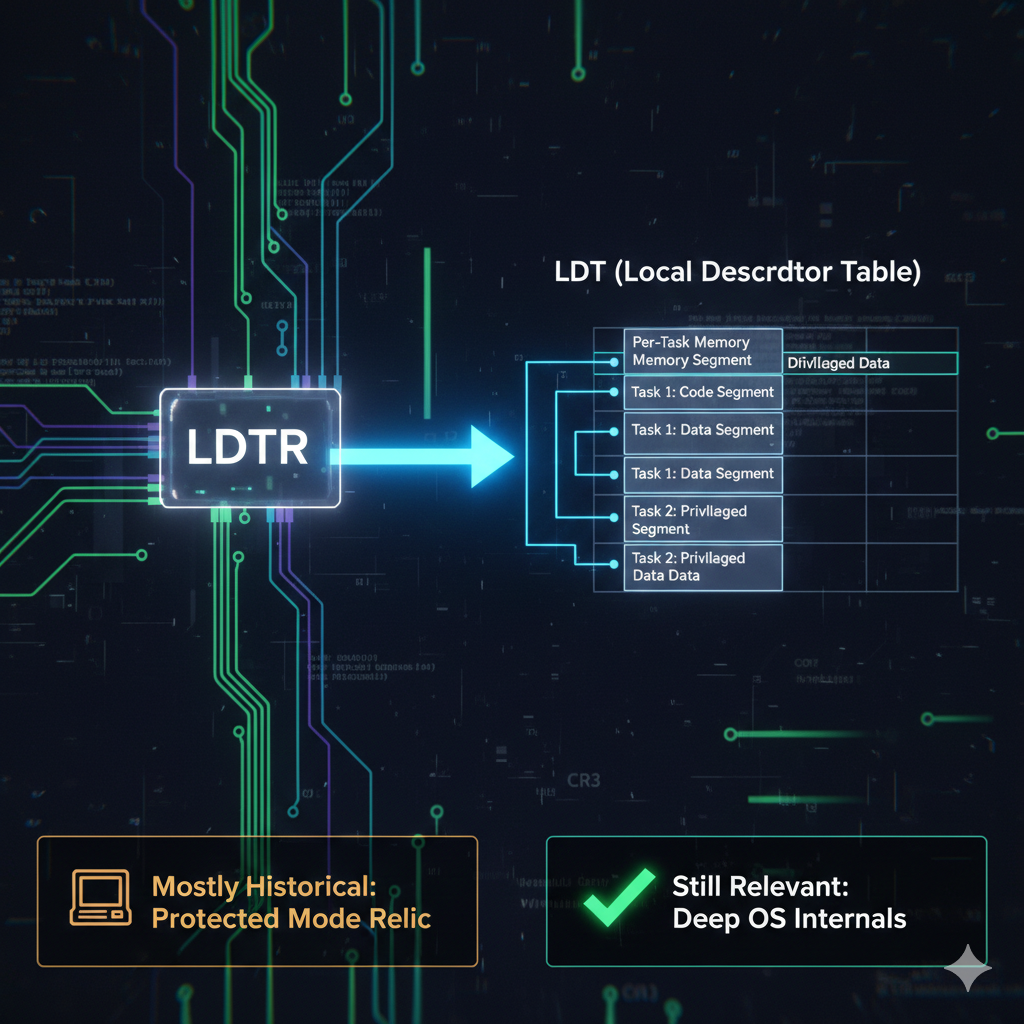 LDT (Local Descrdtor Table)
Per-Task Memory
Memory Segment
Divllaged Data
Task 1: Code Segment
LDTR
Task 1: Data Segment
Task 1: Data Segment
Task 2: Privllaged
Segment
Task 2: Privllaged
Data Data
CR3
Mostly Historical:
Protected Mode Relic
Still Relevant:
Deep OS Internals